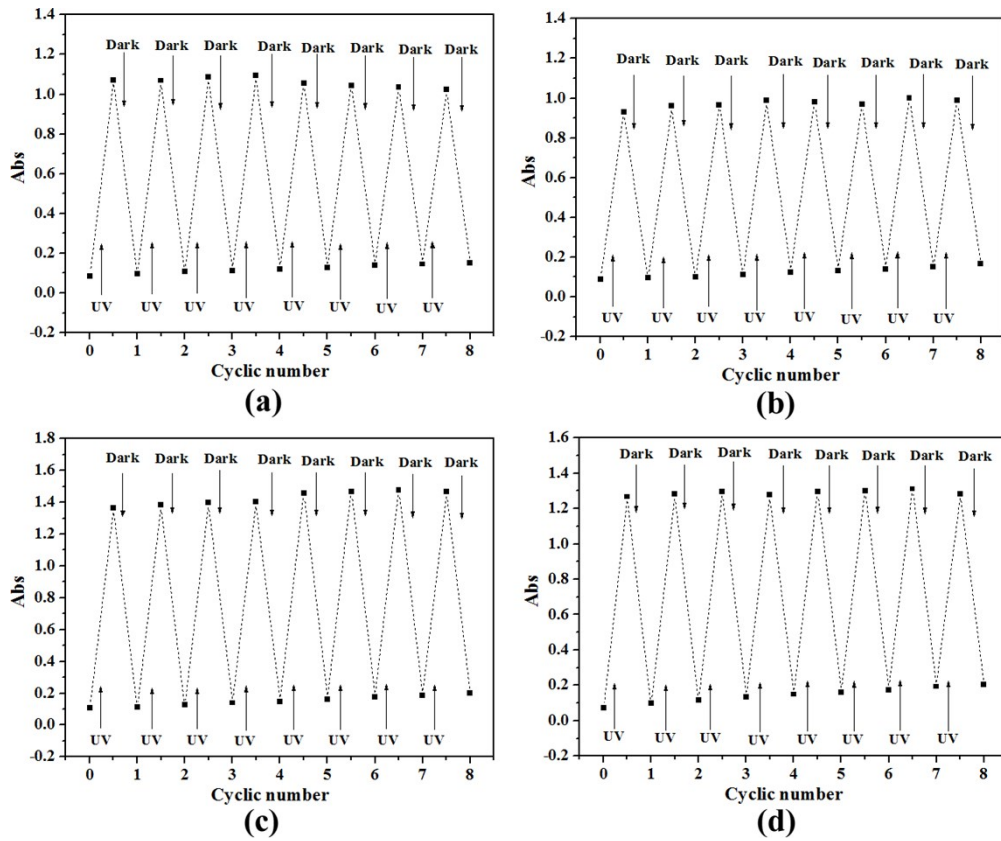 1.4
1.2
1.0
0.8
0.6
0.4
0.2
0.0
-0.2
Abs
Dark Dark Dark Dark Dark Dark Dark Dark
UV UV UV UV UV UV UV UV
0 1 2 3 4 5 6 7 8
Cyclic number
(a)
1.4
1.2
1.0
0.8
0.6
0.4
0.2
0.0
-0.2
Abs
Dark Dark Dark Dark Dark Dark Dark Dark
UV UV UV UV UV UV UV UV
0 1 2 3 4 5 6 7 8
Cyclic number
(b)
1.8
1.6
1.4
1.2
1.0
0.8
0.6
0.4
0.2
0.0
-0.2
Abs
Dark Dark Dark Dark Dark Dark Dark Dark
UV UV UV UV UV UV UV UV
0 1 2 3 4 5 6 7 8
Cyclic number
(c)
1.6
1.4
1.2
1.0
0.8
0.6
0.4
0.2
0.0
-0.2
Abs
Dark Dark Dark Dark Dark Dark Dark Dark
UV UV UV UV UV UV UV UV
0 1 2 3 4 5 6 7 8
Cyclic number
(d)